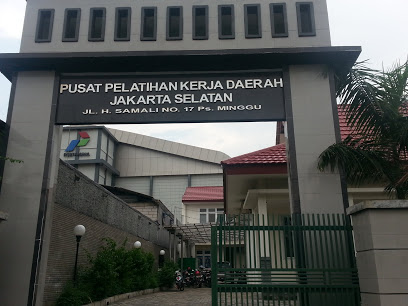 PUSAT PELATIHAN KERJA DAERAH
JAKARTA SELATAN
JL. H. SAMALI NO. 17 Ps. MINGGU